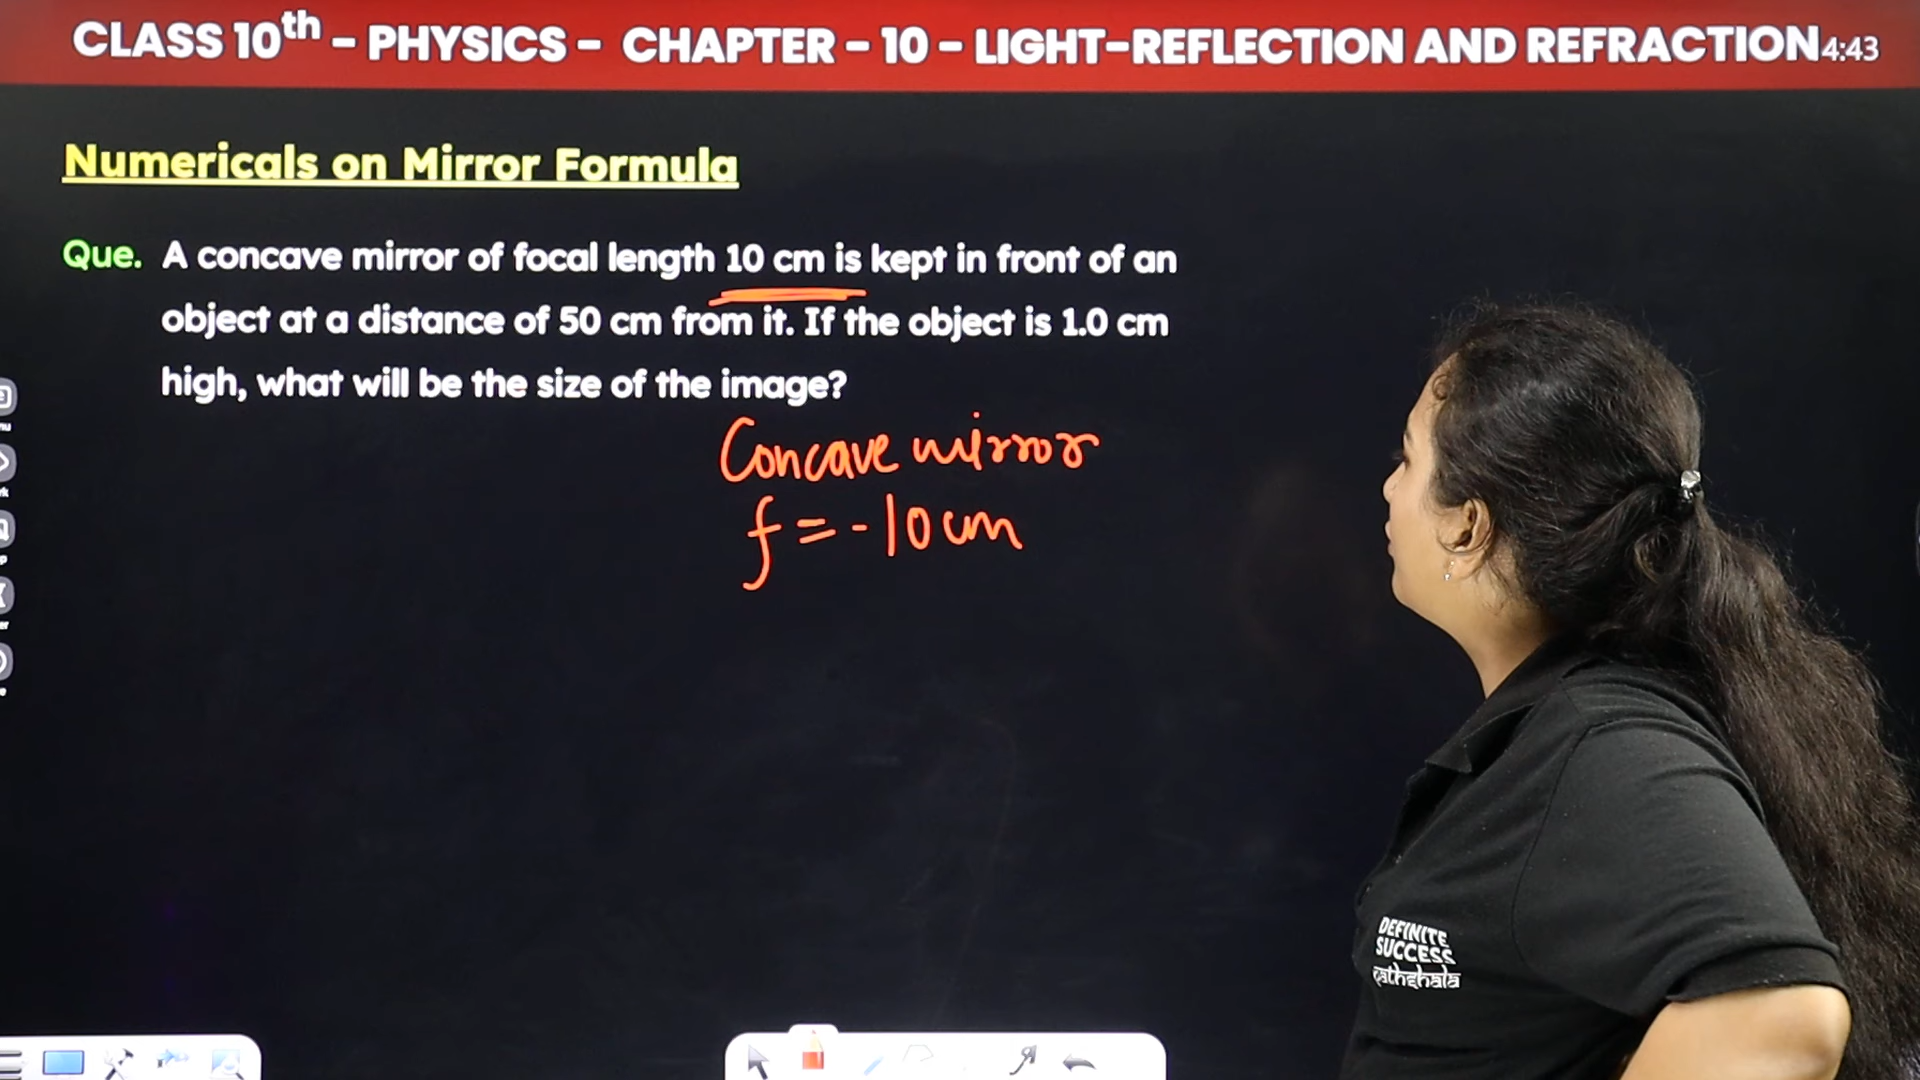 CLASS 10th - PHYSICS - CHAPTER - 10 - LIGHT-REFLECTION AND REFRACTION 4:43
Numericals on Mirror Formula
Que. A concave mirror of focal length 10 cm is kept in front of an
object at a distance of 50 cm from it. If the object is 1.0 cm
high, what will be the size of the image?
Concave mirror
f = -10 cm
DEFINITE
SUCCESS
pathshala